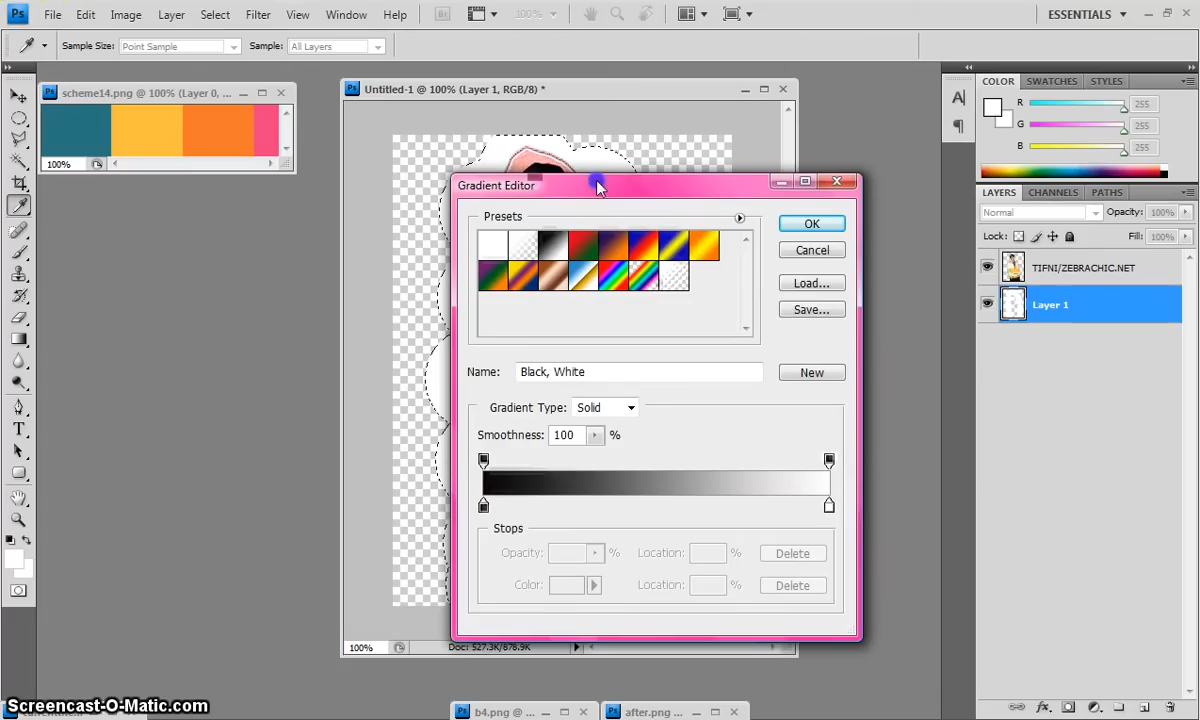 Ps File Edit Image Layer Select Filter View Window Help Br 100% ESSENTIALS
Sample Size: Point Sample Sample: All Layers
scheme14.png @ 100% (Layer 0, ...
100%
Untitled-1 @ 100% (Layer 1, RGB/8) *
Gradient Editor
Presets
OK
Cancel
Load...
Save...
Name: Black, White
New
Gradient Type: Solid
Smoothness: 100 %
Stops
Opacity: % Location: % Delete
Color: Location: % Delete
100% Doc: 527.3K/878.9K
b4.png @ ... after.png ...
COLOR SWATCHES STYLES
R 255
G 255
B 255
LAYERS CHANNELS PATHS
Normal Opacity: 100%
Lock: Fill: 100%
TIFNI/ZEBRACHIC.NET
Layer 1
Screencast-O-Matic.com